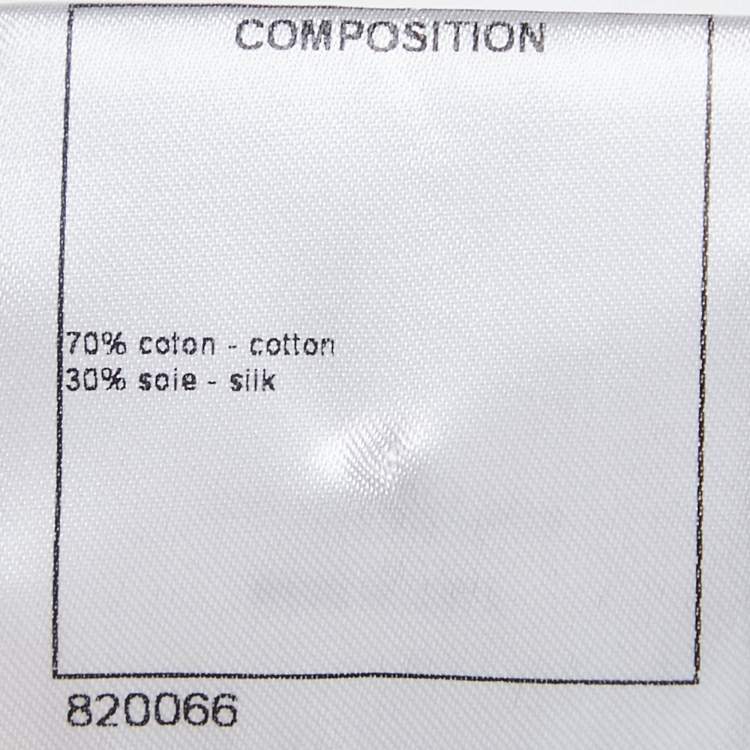 COMPOSITION
70% coton - cotton
30% soie - silk
820066